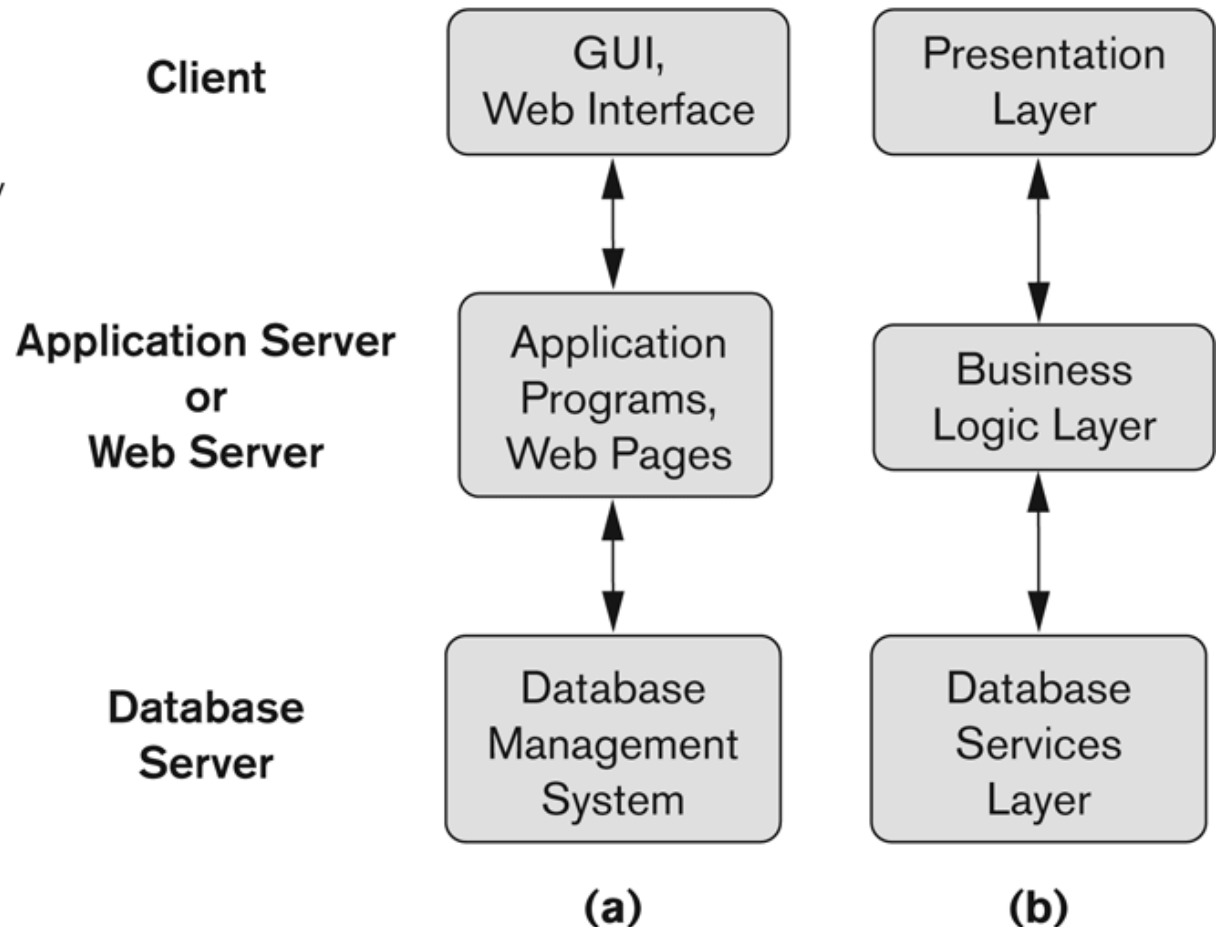 Client
GUI,
Web Interface
Presentation
Layer
y
Application Server
or
Web Server
Application
Programs,
Web Pages
Business
Logic Layer
Database
Server
Database
Management
System
Database
Services
Layer
(a)
(b)